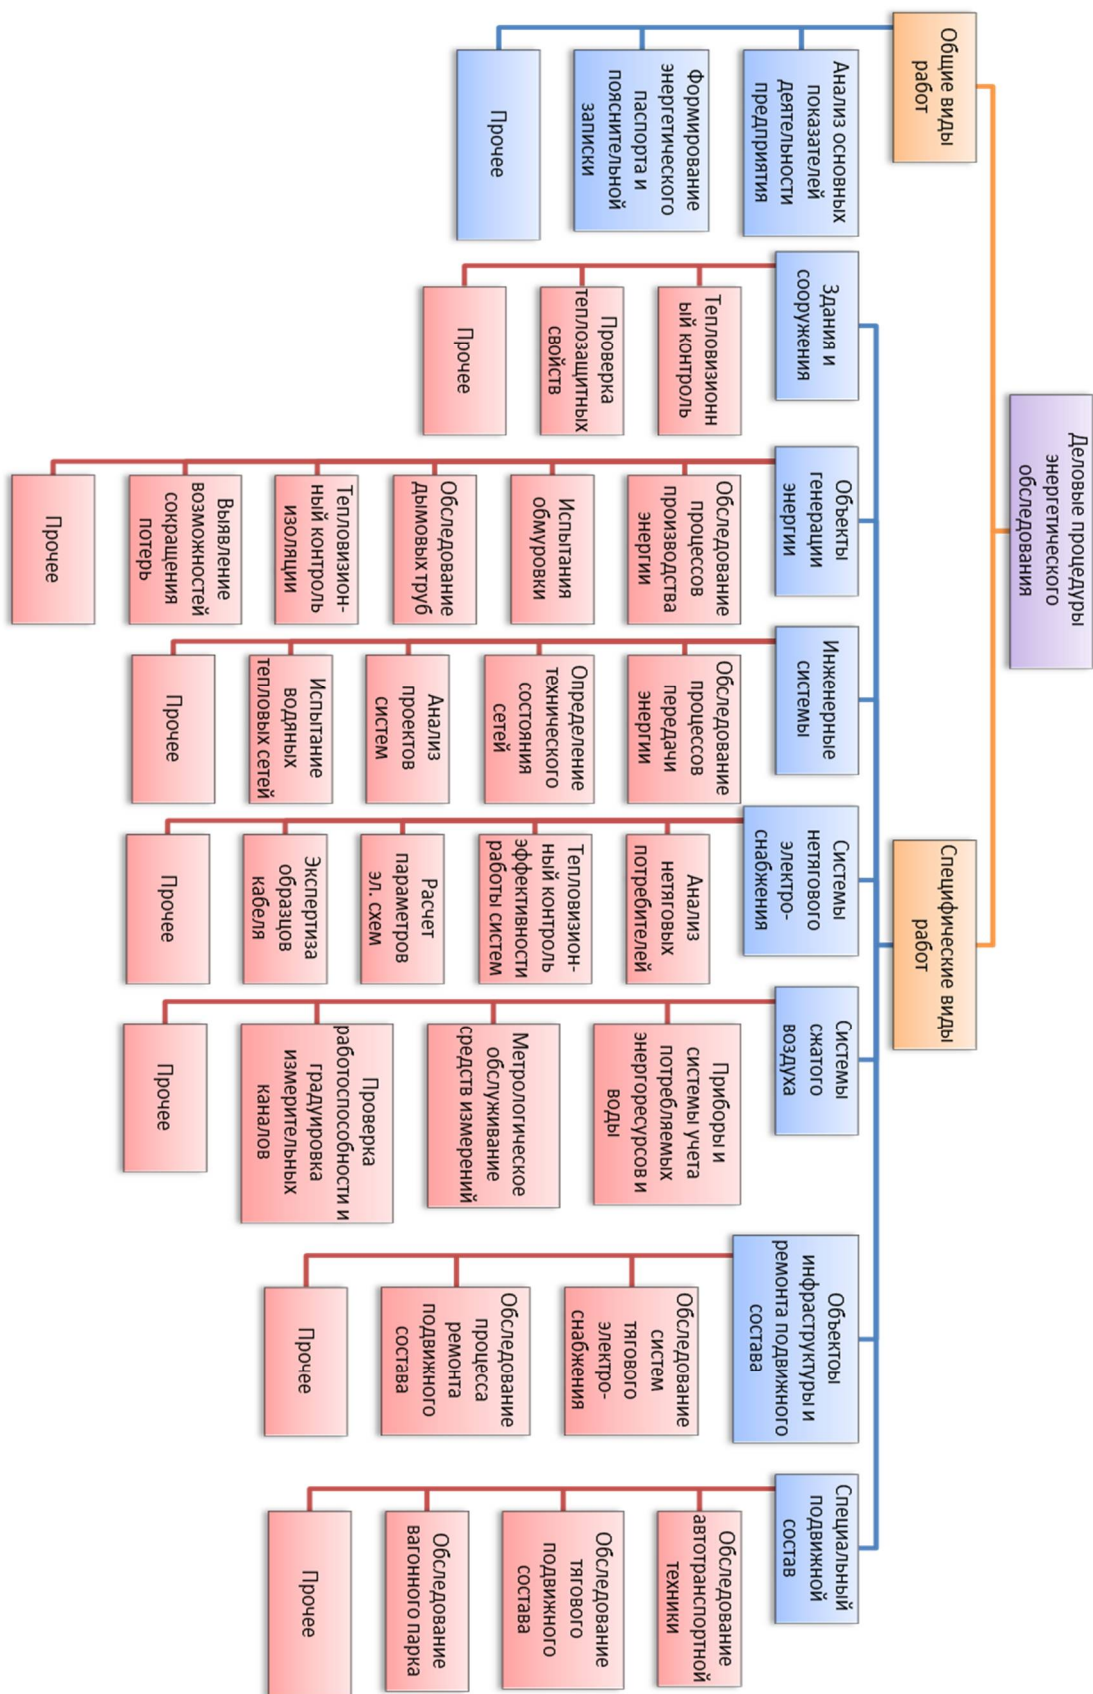 Деловые процедуры
энергетического
обследования
Общие виды
работ
Анализ основных
показателей
деятельности
предприятия
Формирование
энергетического
паспорта и
пояснительной
записки
Прочее
Специфические виды
работ
Здания и
сооружения
Тепловизионн
ый контроль
Проверка
теплозащитных
свойств
Прочее
Объекты
генерации
энергии
Обследование
процессов
производства
энергии
Испытания
обмуровки
Обследование
дымовых труб
Тепловизион-
ный контроль
изоляции
Выявление
возможностей
сокращения
потерь
Прочее
Инженерные
системы
Обследование
процессов
передачи
энергии
Определение
технического
состояния
сетей
Анализ
проектов
систем
Испытание
водяных
тепловых сетей
Прочее
Системы
нетягового
электро-
снабжения
Анализ
нетяговых
потребителей
Тепловизион-
ный контроль
эффективности
работы систем
Расчет
параметров
эл. схем
Экспертиза
образцов
кабеля
Прочее
Системы
сжатого
воздуха
Приборы и
системы учета
потребляемых
энергоресурсов и
воды
Метрологическое
обслуживание
средств измерений
Проверка
работоспособности и
градуировка
измерительных
каналов
Прочее
Объектоы
инфраструктуры и
ремонта подвижного
состава
Обследование
систем
тягового
электро-
снабжения
Обследование
процесса
ремонта
подвижного
состава
Прочее
Специальный
подвижной
состав
Обследование
автотранспортной
техники
Обследование
тягового
подвижного
состава
Обследование
вагонного парка
Прочее